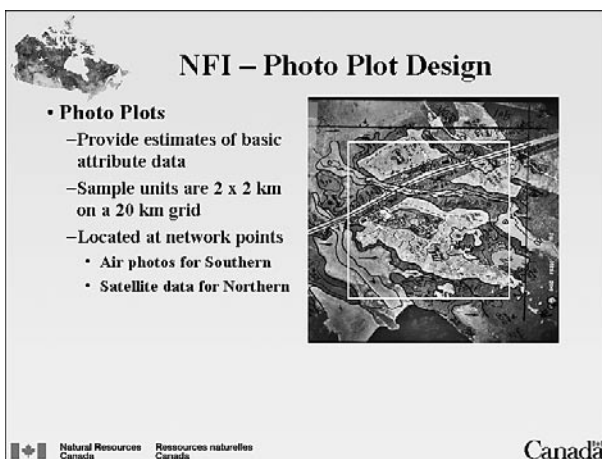 NFI – Photo Plot Design
• Photo Plots
–Provide estimates of basic
attribute data
–Sample units are 2 x 2 km
on a 20 km grid
–Located at network points
• Air photos for Southern
• Satellite data for Northern
Natural Resources Ressources naturelles
Canada Canada
Canada